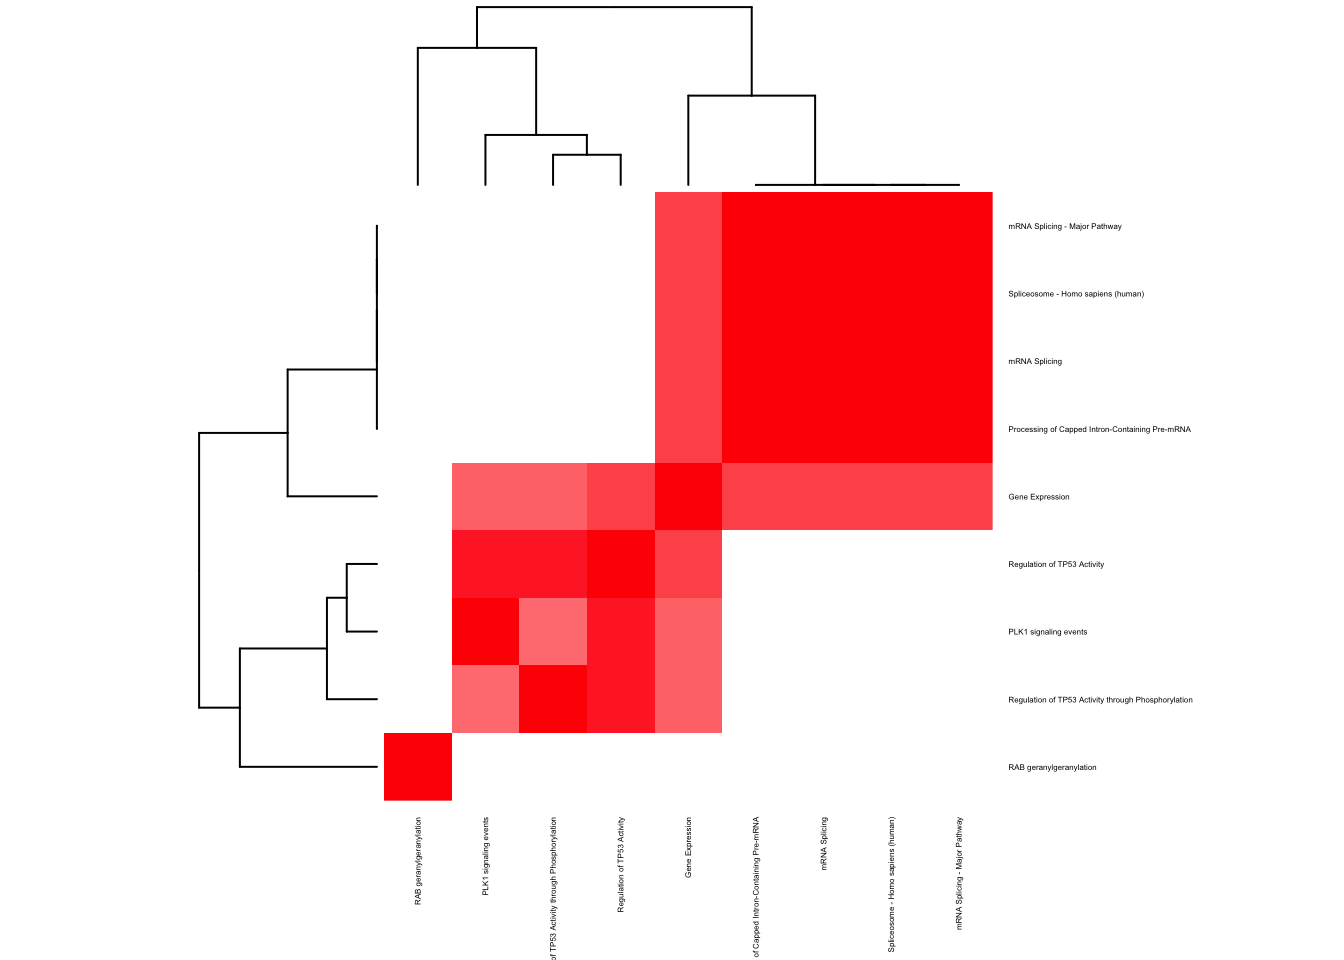 mRNA Splicing - Major Pathway
Spliceosome - Homo sapiens (human)
mRNA Splicing
Processing of Capped Intron-Containing Pre-mRNA
Gene Expression
Regulation of TP53 Activity
PLK1 signaling events
Regulation of TP53 Activity through Phosphorylation
RAB geranylgeranylation
RAB geranylgeranylation
PLK1 signaling events
of TP53 Activity through Phosphorylation
Regulation of TP53 Activity
Gene Expression
of Capped Intron-Containing Pre-mRNA
mRNA Splicing
Spliceosome - Homo sapiens (human)
mRNA Splicing - Major Pathway